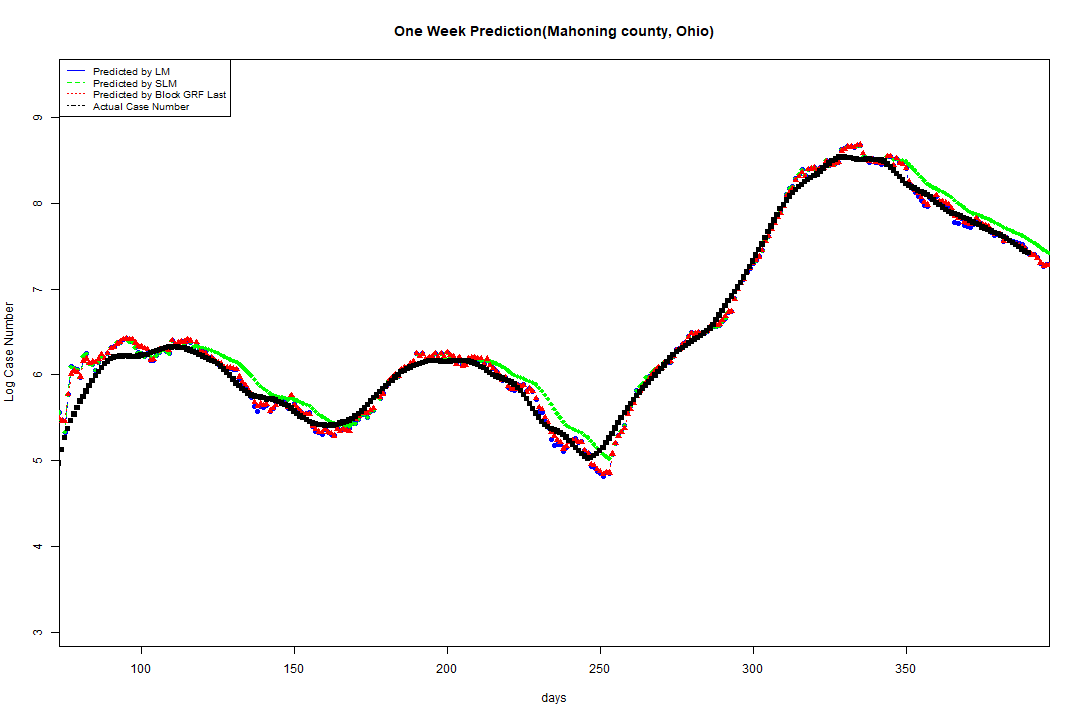 One Week Prediction(Mahoning county, Ohio)
Predicted by LM
Predicted by SLM
Predicted by Block GRF Last
Actual Case Number
9
8
7
6
5
4
3
Log Case Number
100 150 200 250 300 350
days